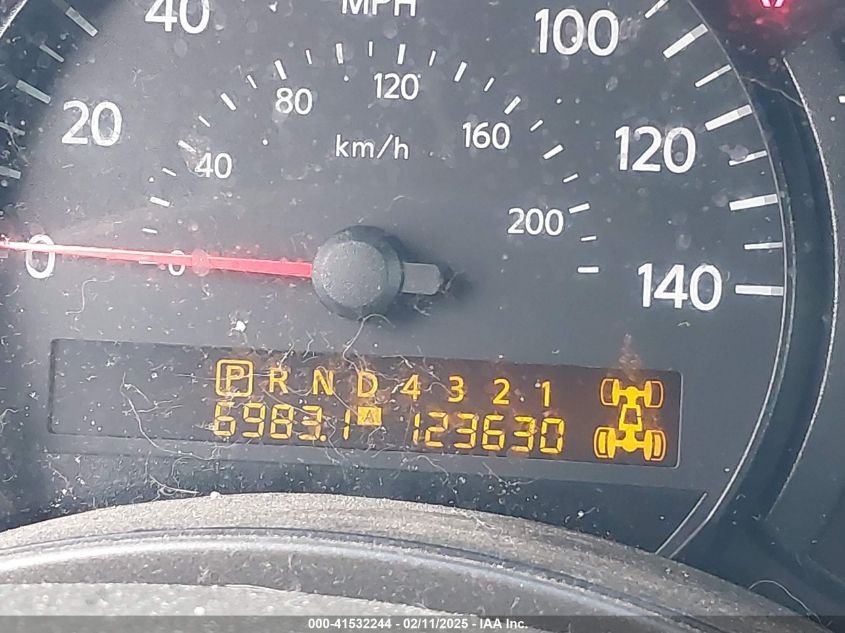 MPH
0 20 40 100 120 140
km/h
0 40 80 120 160 200
P R N D 4 3 2 1
6983.1 A 123630
000-41532244 - 02/11/2025 - IAA Inc.